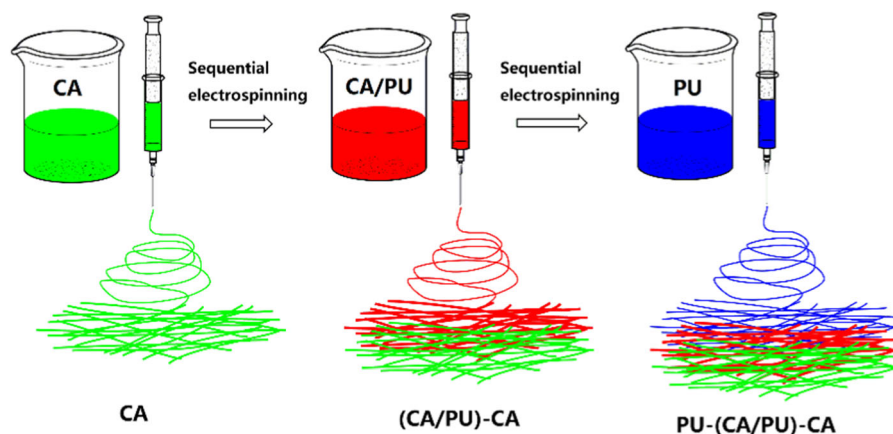 CA
Sequential
electrospinning
CA/PU
Sequential
electrospinning
PU
CA
(CA/PU)-CA
PU-(CA/PU)-CA